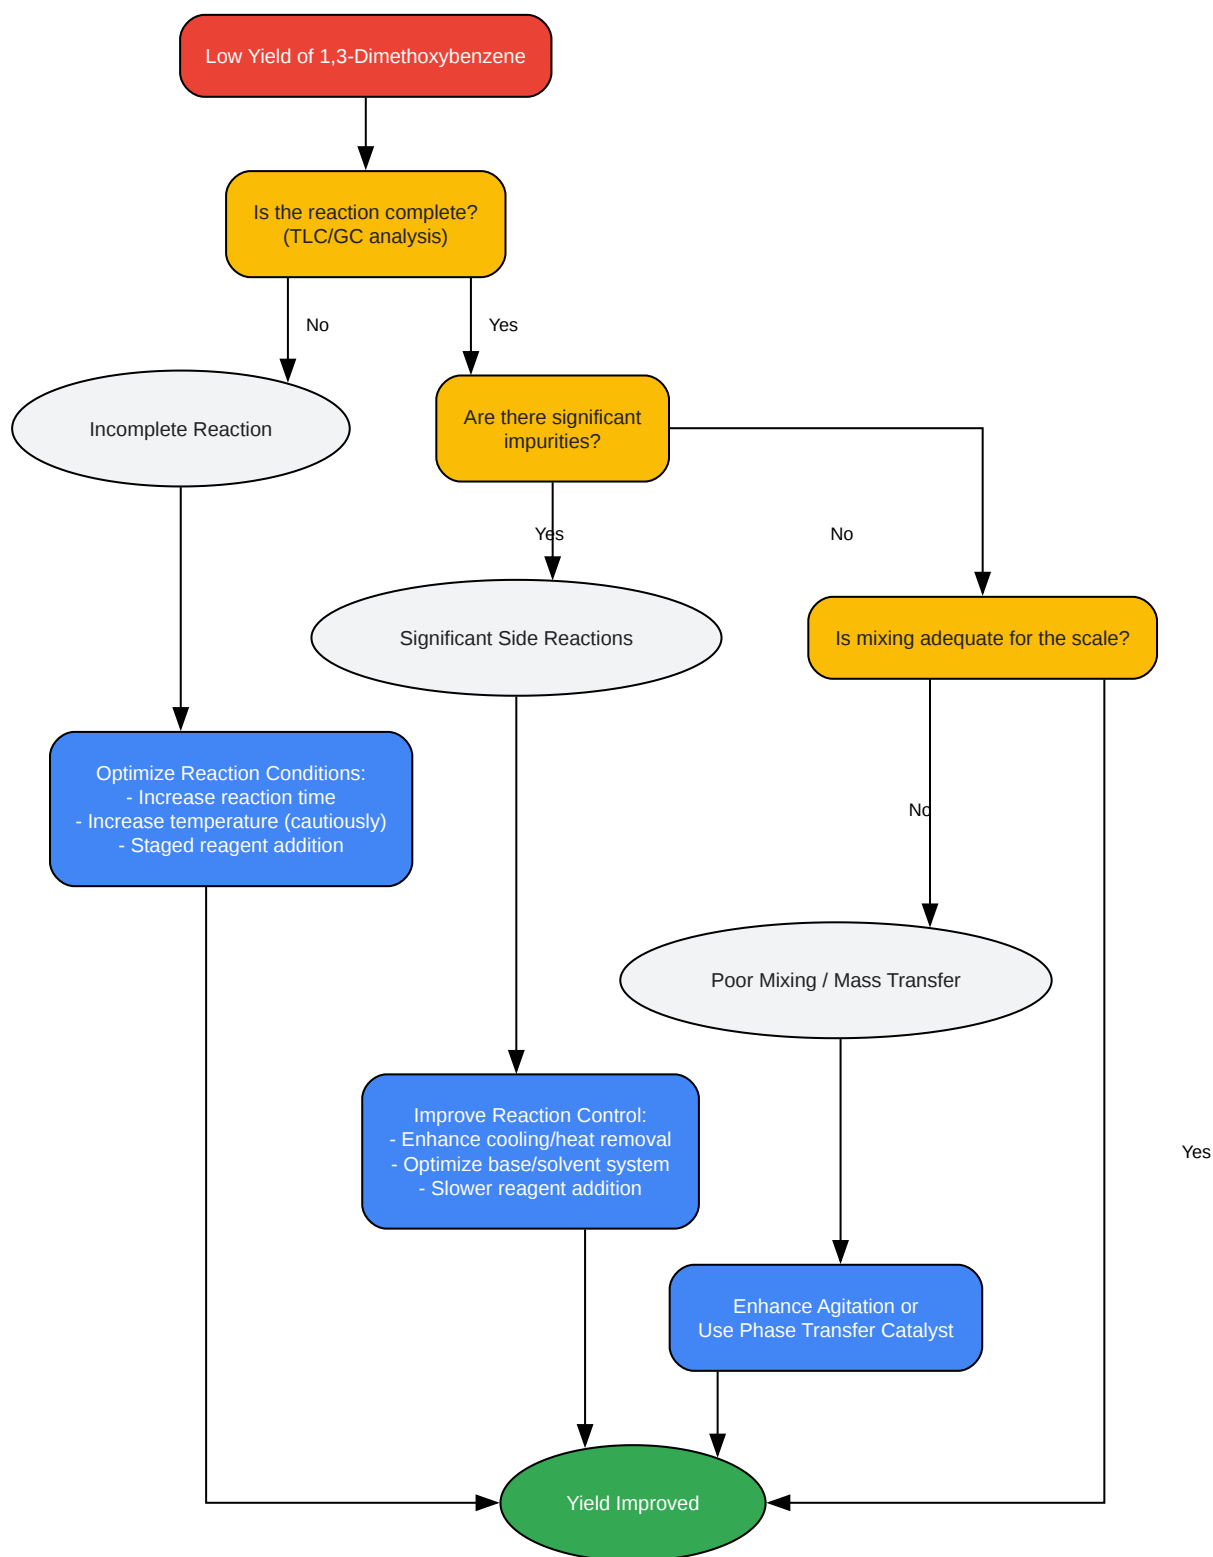 Low Yield of 1,3-Dimethoxybenzene
Is the reaction complete?
(TLC/GC analysis)
No
Yes
Are there significant
impurities?
Incomplete Reaction
Yes
No
Significant Side Reactions
Is mixing adequate for the scale?
Optimize Reaction Conditions:
- Increase reaction time
- Increase temperature (cautiously)
- Staged reagent addition
No
Poor Mixing / Mass Transfer
Improve Reaction Control:
- Enhance cooling/heat removal
- Optimize base/solvent system
- Slower reagent addition
Yes
Enhance Agitation or
Use Phase Transfer Catalyst
Yield Improved